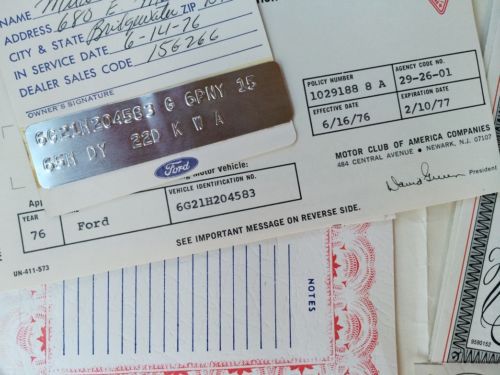 NAME
ADDRESS 680 E
CITY & STATE Bridgewater ZIP
IN SERVICE DATE 6-14-76
DEALER SALES CODE 156266
OWNER'S SIGNATURE
6G21H204583 G 6PNY 15
65H DY 22D K W A
Ford
POLICY NUMBER
1029188 8 A
AGENCY CODE NO.
29-26-01
EFFECTIVE DATE
6/16/76
EXPIRATION DATE
2/10/77
MOTOR CLUB OF AMERICA COMPANIES
484 CENTRAL AVENUE • NEWARK, N.J. 07107
President
Motor Vehicle:
YEAR
76
Ford
VEHICLE IDENTIFICATION NO.
6G21H204583
SEE IMPORTANT MESSAGE ON REVERSE SIDE.
UN-411-573
NOTES
9580152